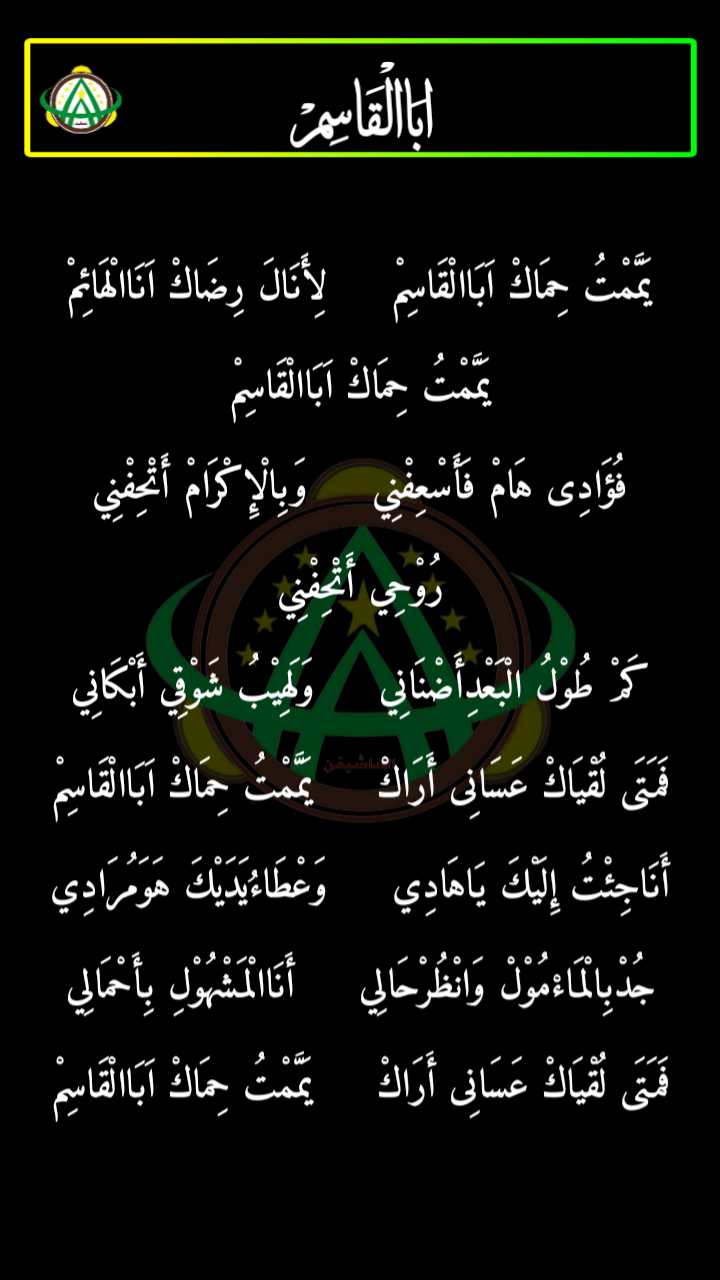 اَبَاالْقَاسِمْ
يَمَّمْتُ حِمَاكْ اَبَاالْقَاسِمْ لِأَنَالَ رِضَاكْ اَنَاالْهَائِمْ
يَمَّمْتُ حِمَاكْ اَبَاالْقَاسِمْ
فُؤَادِى هَامْ فَأَسْعِفْنِي وَبِالْإِكْرَامْ أَتْحِفْنِي
رُوْحِي أَتْحِفْنِي
كَمْ طُوْلُ الْبَعْدِأَضْنَانِي وَلَهِيْبُ شَوْقِي أَبْكَانِي
فَمَتَى لُقْيَاكْ عَسَانِى أَرَاكْ يَمَّمْتُ حِمَاكْ اَبَاالْقَاسِمْ
أَنَاجِئْتُ إِلَيْكَ يَاهَادِي وَعْطَاءُيَدَيْكَ هَوَمُرَادِي
جُدْبِالْمَاءْمُوْلْ وَانْظُرْحَالِي أَنَاالْمَشْهُوْلِ بِأَحْمَالِي
فَمَتَى لُقْيَاكْ عَسَانِى أَرَاكْ يَمَّمْتُ حِمَاكْ اَبَاالْقَاسِمْ